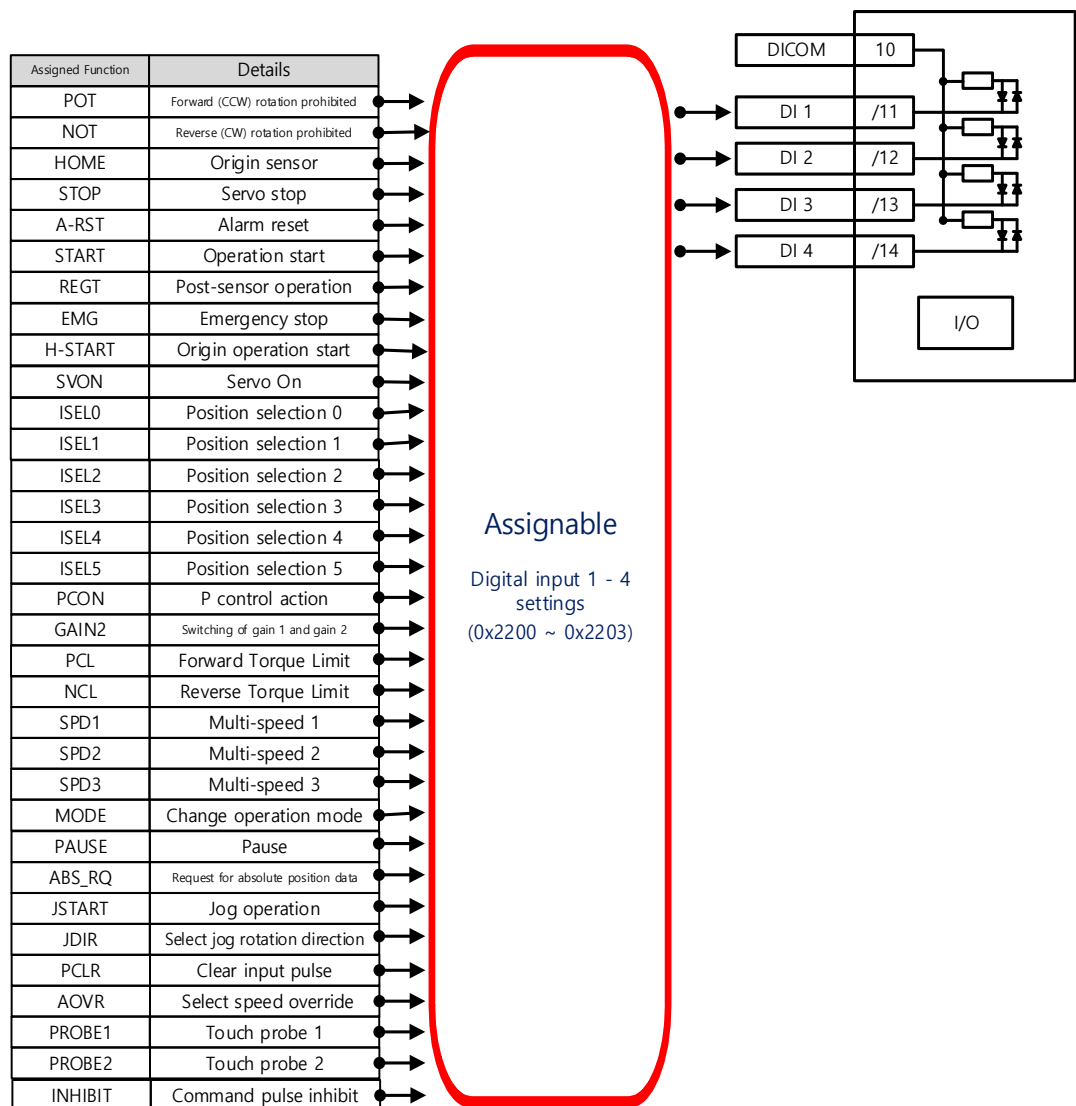 Assigned Function Details
POT Forward (CCW) rotation prohibited
NOT Reverse (CW) rotation prohibited
HOME Origin sensor
STOP Servo stop
A-RST Alarm reset
START Operation start
REGT Post-sensor operation
EMG Emergency stop
H-START Origin operation start
SVON Servo On
ISEL0 Position selection 0
ISEL1 Position selection 1
ISEL2 Position selection 2
ISEL3 Position selection 3
ISEL4 Position selection 4
ISEL5 Position selection 5
PCON P control action
GAIN2 Switching of gain 1 and gain 2
PCL Forward Torque Limit
NCL Reverse Torque Limit
SPD1 Multi-speed 1
SPD2 Multi-speed 2
SPD3 Multi-speed 3
MODE Change operation mode
PAUSE Pause
ABS_RQ Request for absolute position data
JSTART Jog operation
JDIR Select jog rotation direction
PCLR Clear input pulse
AOVR Select speed override
PROBE1 Touch probe 1
PROBE2 Touch probe 2
INHIBIT Command pulse inhibit
Assignable
Digital input 1 - 4
settings
(0x2200 ~ 0x2203)
DICOM 10
DI 1 /11
DI 2 /12
DI 3 /13
DI 4 /14
I/O